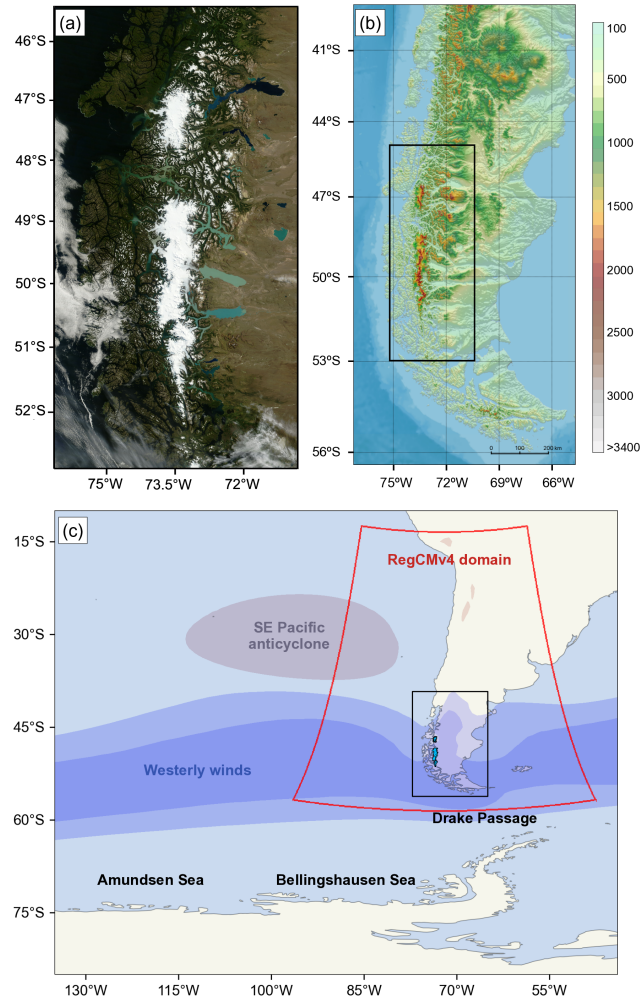 (a)
46°S
47°S
48°S
49°S
50°S
51°S
52°S
75°W
73.5°W
72°W
(b)
41°S
44°S
47°S
50°S
53°S
56°S
75°W
72°W
69°W
66°W
0 100 200 km
100
500
1000
1500
2000
2500
3000
>3400
(c)
15°S
30°S
45°S
60°S
75°S
RegCMv4 domain
SE Pacific
anticyclone
Westerly winds
Drake Passage
Amundsen Sea
Bellingshausen Sea
130°W
115°W
100°W
85°W
70°W
55°W